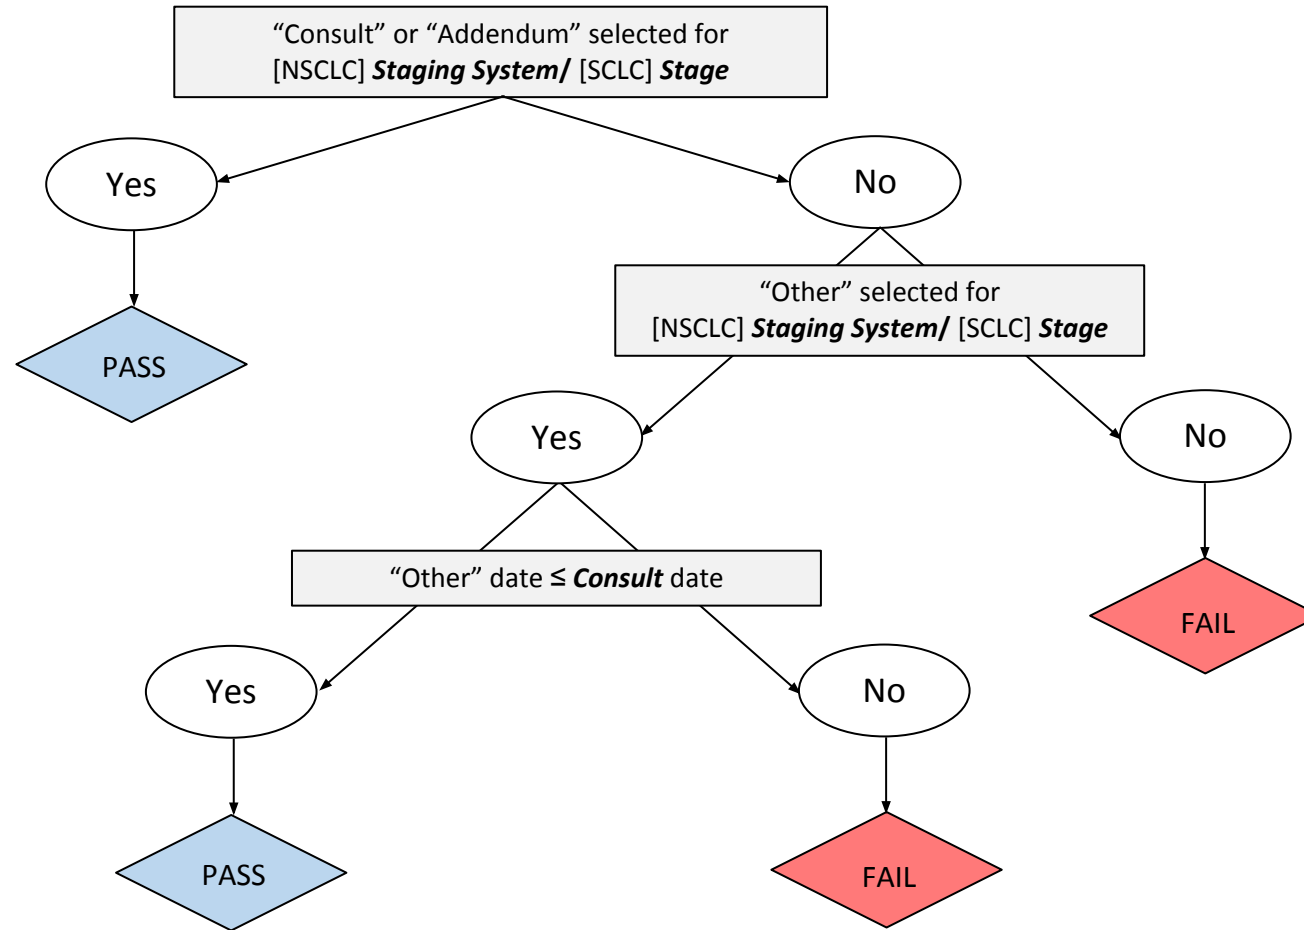 “Consult” or “Addendum” selected for
[NSCLC] Staging System/ [SCLC] Stage
Yes
No
PASS
“Other” selected for
[NSCLC] Staging System/ [SCLC] Stage
Yes
No
“Other” date ≤ Consult date
FAIL
Yes
No
PASS
FAIL